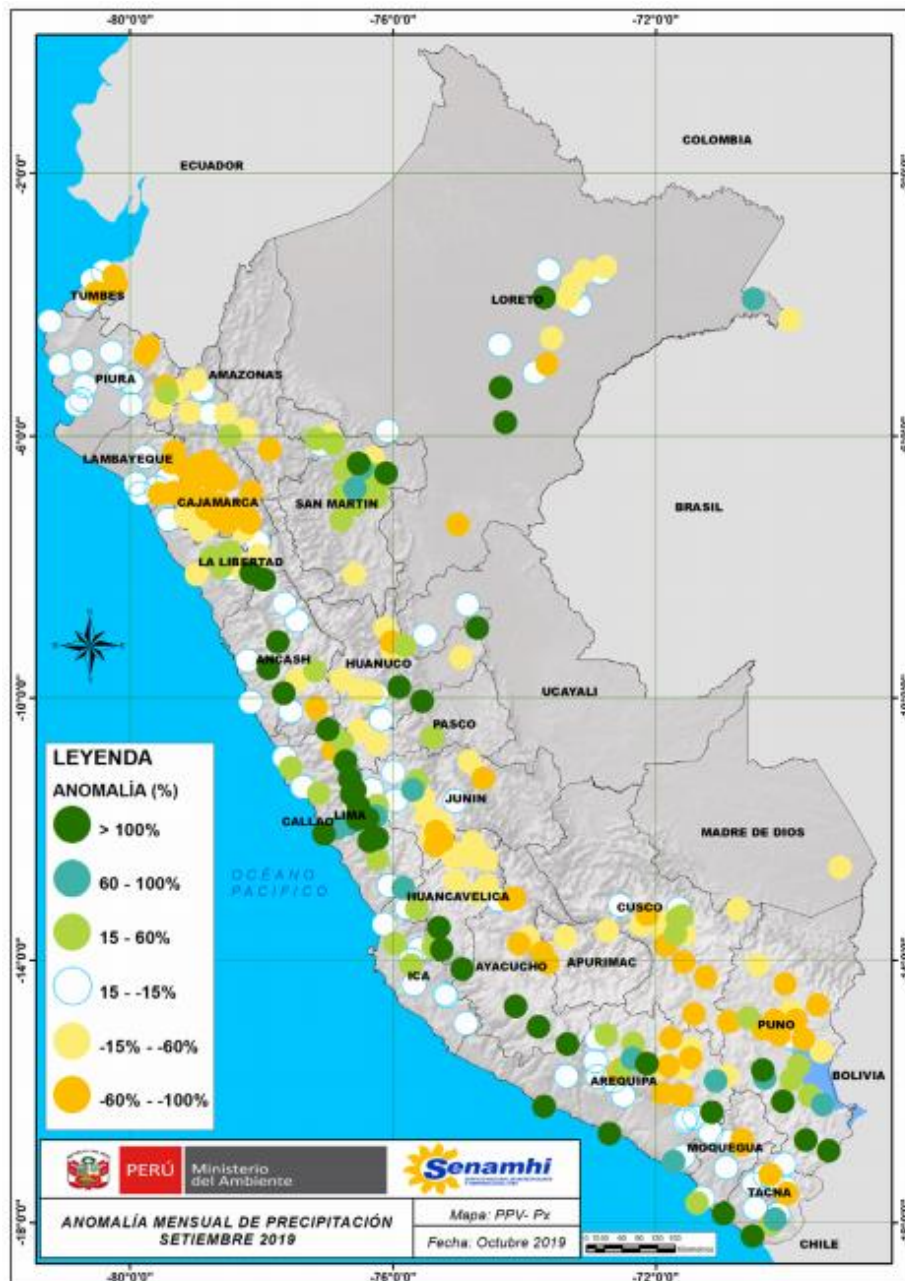 -80°0'0" -76°0'0" -72°0'0"
COLOMBIA
ECUADOR
-2°0'0"
TUMBES
LORETO
PIURA
AMAZONAS
-6°0'0"
LAMBAYEQUE
CAJAMARCA
SAN MARTIN
BRASIL
LA LIBERTAD
ANCASH
HUANUCO
UCAYALI
-10°0'0"
PASCO
LEYENDA
ANOMALÍA (%)
> 100%
60 - 100%
15 - 60%
15 - -15%
-15% - -60%
-60% - -100%
JUNIN
CALLAO
LIMA
MADRE DE DIOS
OCÉANO
PACIFICO
HUANCAVELICA
CUSCO
-14°0'0"
ICA
AYACUCHO
APURIMAC
PUNO
AREQUIPA
BOLIVIA
MOQUEGUA
TACNA
CHILE
PERÚ
Ministerio
del Ambiente
Senamhi
ANOMALÍA MENSUAL DE PRECIPITACIÓN
SETIEMBRE 2019
Mapa: PPV- Px
Fecha: Octubre 2019
-18°0'0"
-80°0'0" -76°0'0" -72°0'0"